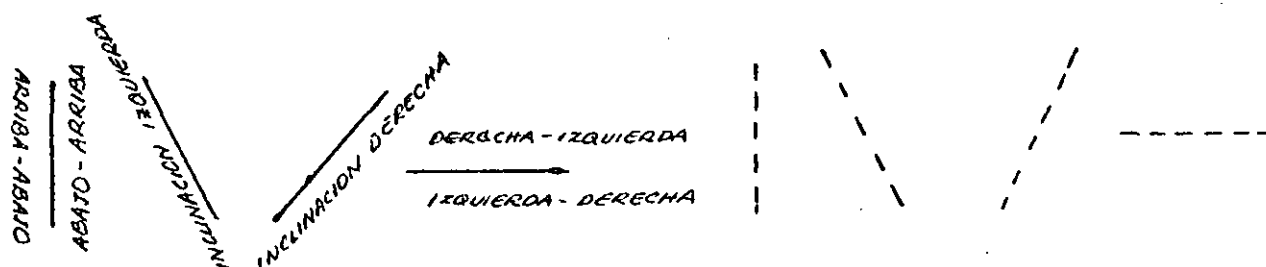 ARRIBA-ABAJO
ABAJO-ARRIBA
INCLINACION IZQUIERDA
INCLINACION DERECHA
DERECHA-IZQUIERDA
IZQUIERDA-DERECHA